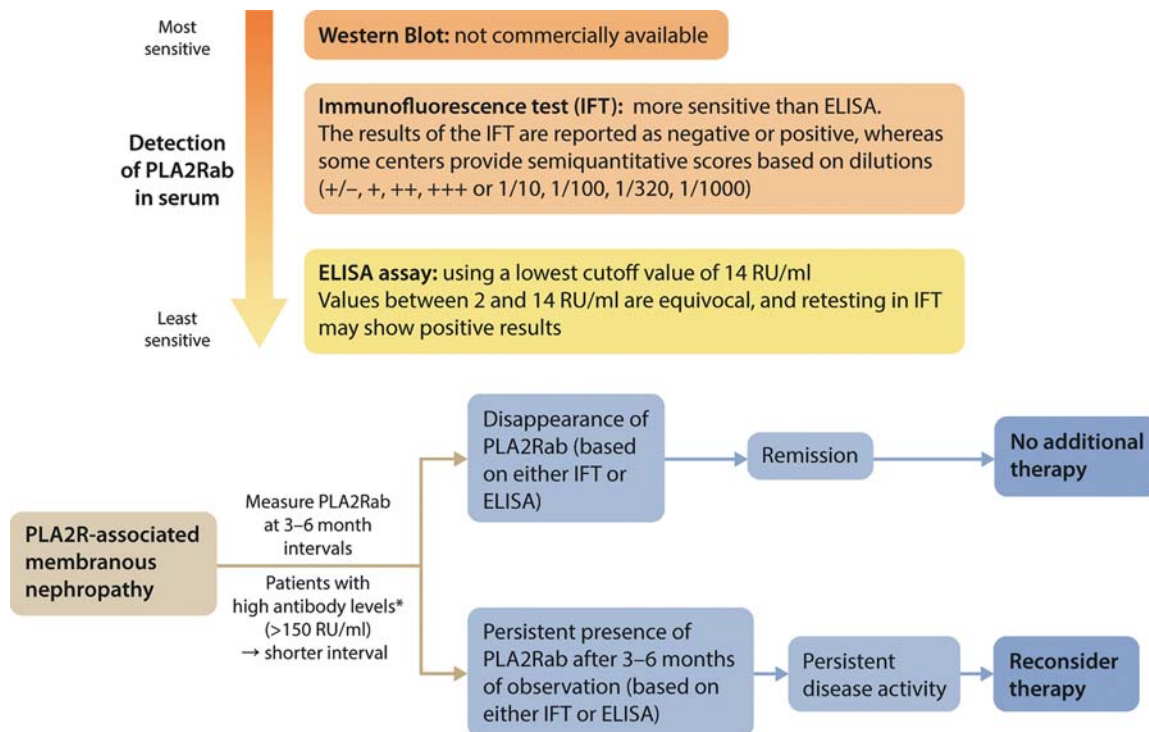 Most
sensitive
Western Blot: not commercially available
Immunofluorescence test (IFT): more sensitive than ELISA.
The results of the IFT are reported as negative or positive, whereas
some centers provide semiquantitative scores based on dilutions
(+/–, +, ++, +++ or 1/10, 1/100, 1/320, 1/1000)
Detection
of PLA2Rab
in serum
ELISA assay: using a lowest cutoff value of 14 RU/ml
Values between 2 and 14 RU/ml are equivocal, and retesting in IFT
may show positive results
Least
sensitive
PLA2R-associated
membranous
nephropathy
Measure PLA2Rab
at 3–6 month
intervals
Patients with
high antibody levels*
(>150 RU/ml)
→ shorter interval
Disappearance of
PLA2Rab (based
on either IFT or
ELISA)
Remission
No additional
therapy
Persistent presence of
PLA2Rab after 3–6 months
of observation (based on
either IFT or ELISA)
Persistent
disease activity
Reconsider
therapy